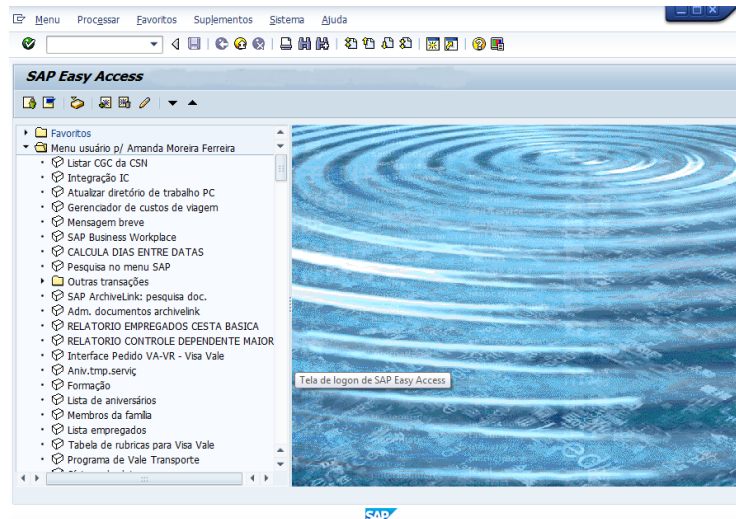 Menu Processar Favoritos Suplementos Sistema Ajuda
SAP Easy Access
Favoritos
Menu usuário p/ Amanda Moreira Ferreira
Listar CGC da CSN
Integração IC
Atualizar diretório de trabalho PC
Gerenciador de custos de viagem
Mensagem breve
SAP Business Workplace
CALCULA DIAS ENTRE DATAS
Pesquisa no menu SAP
Outras transações
SAP ArchiveLink: pesquisa doc.
Adm. documentos archivelink
RELATORIO EMPREGADOS CESTA BASICA
RELATORIO CONTROLE DEPENDENTE MAIOR
Interface Pedido VA-VR - Visa Vale
Aniv.tmp.serviç
Formação
Lista de aniversários
Membros da família
Lista empregados
Tabela de rubricas para Visa Vale
Programa de Vale Transporte
Tela de logon de SAP Easy Access
SAP